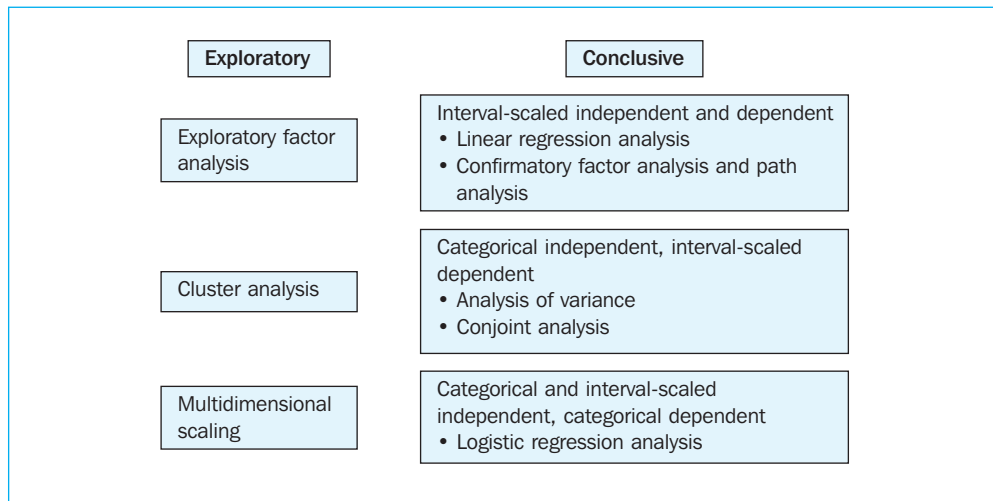 Exploratory
Conclusive
Exploratory factor
analysis
Interval-scaled independent and dependent
• Linear regression analysis
• Confirmatory factor analysis and path
analysis
Cluster analysis
Categorical independent, interval-scaled
dependent
• Analysis of variance
• Conjoint analysis
Multidimensional
scaling
Categorical and interval-scaled
independent, categorical dependent
• Logistic regression analysis